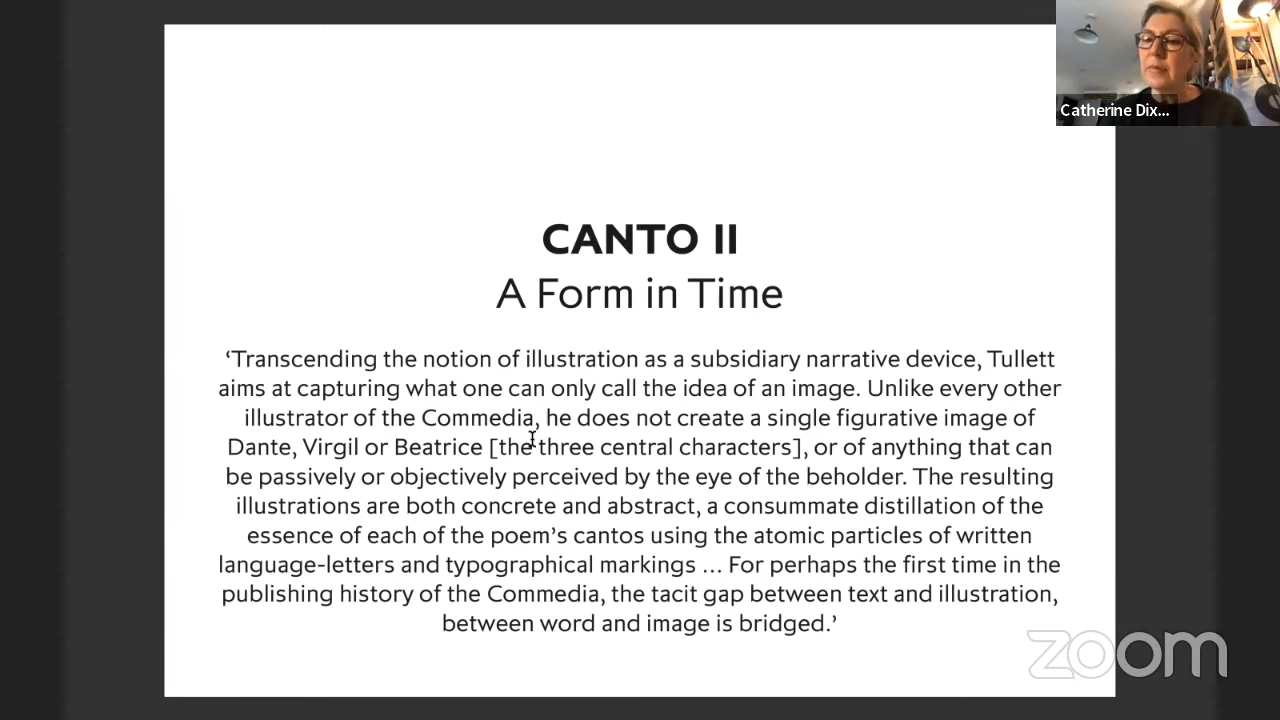 Catherine Dix...
CANTO II
A Form in Time
‘Transcending the notion of illustration as a subsidiary narrative device, Tullett
aims at capturing what one can only call the idea of an image. Unlike every other
illustrator of the Commedia, he does not create a single figurative image of
Dante, Virgil or Beatrice [the three central characters], or of anything that can
be passively or objectively perceived by the eye of the beholder. The resulting
illustrations are both concrete and abstract, a consummate distillation of the
essence of each of the poem’s cantos using the atomic particles of written
language-letters and typographical markings ... For perhaps the first time in the
publishing history of the Commedia, the tacit gap between text and illustration,
between word and image is bridged.’
zoom